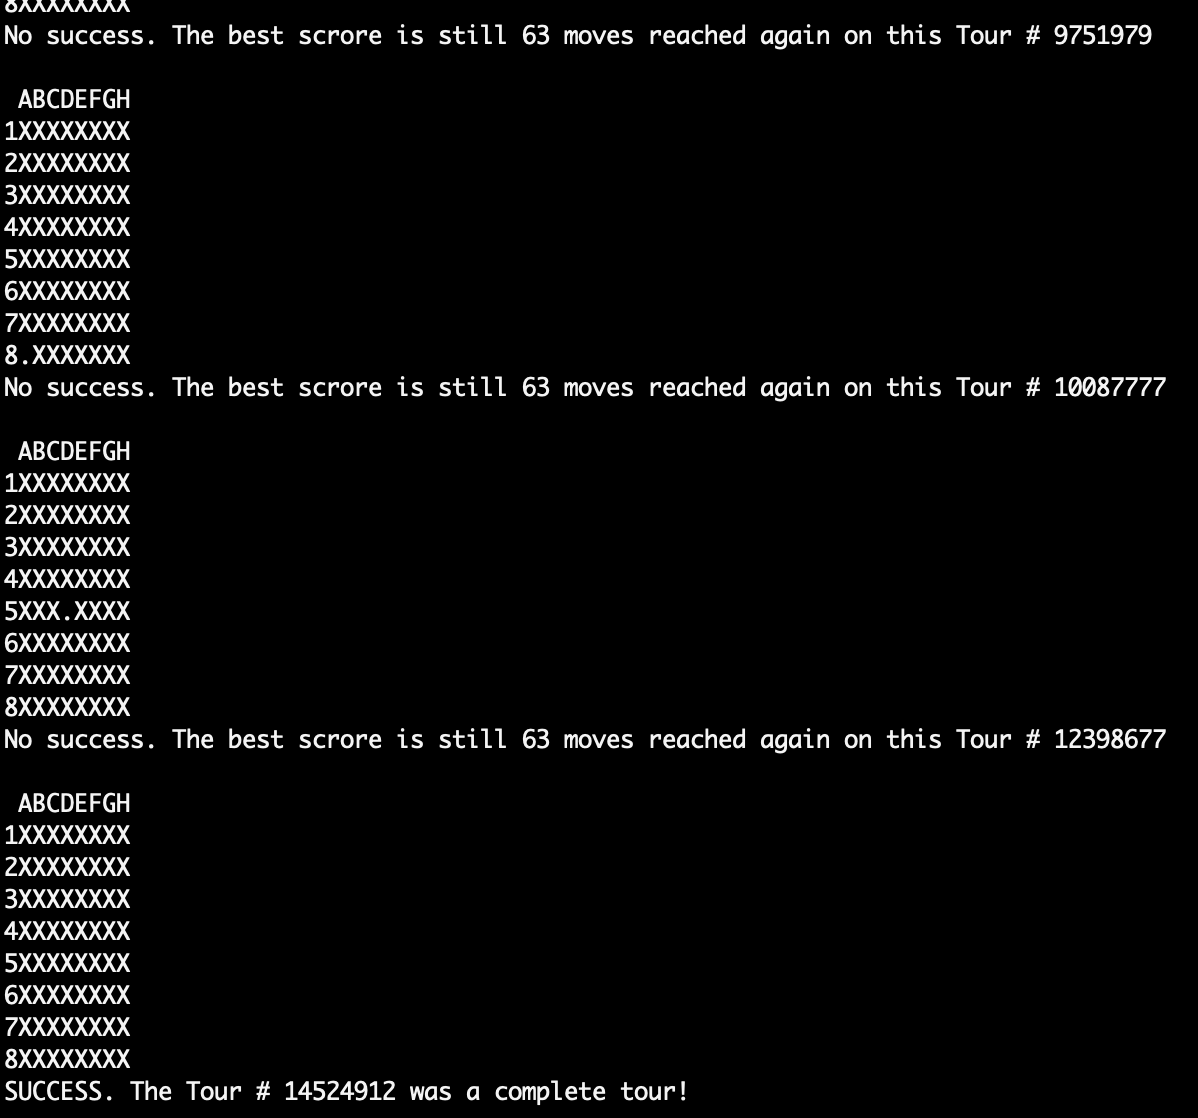 8XXXXXXXX
No success. The best scrore is still 63 moves reached again on this Tour # 9751979
ABCDEFGH
1XXXXXXXX
2XXXXXXXX
3XXXXXXXX
4XXXXXXXX
5XXXXXXXX
6XXXXXXXX
7XXXXXXXX
8.XXXXXXX
No success. The best scrore is still 63 moves reached again on this Tour # 10087777
ABCDEFGH
1XXXXXXXX
2XXXXXXXX
3XXXXXXXX
4XXXXXXXX
5XXX.XXXX
6XXXXXXXX
7XXXXXXXX
8XXXXXXXX
No success. The best scrore is still 63 moves reached again on this Tour # 12398677
ABCDEFGH
1XXXXXXXX
2XXXXXXXX
3XXXXXXXX
4XXXXXXXX
5XXXXXXXX
6XXXXXXXX
7XXXXXXXX
8XXXXXXXX
SUCCESS. The Tour # 14524912 was a complete tour!